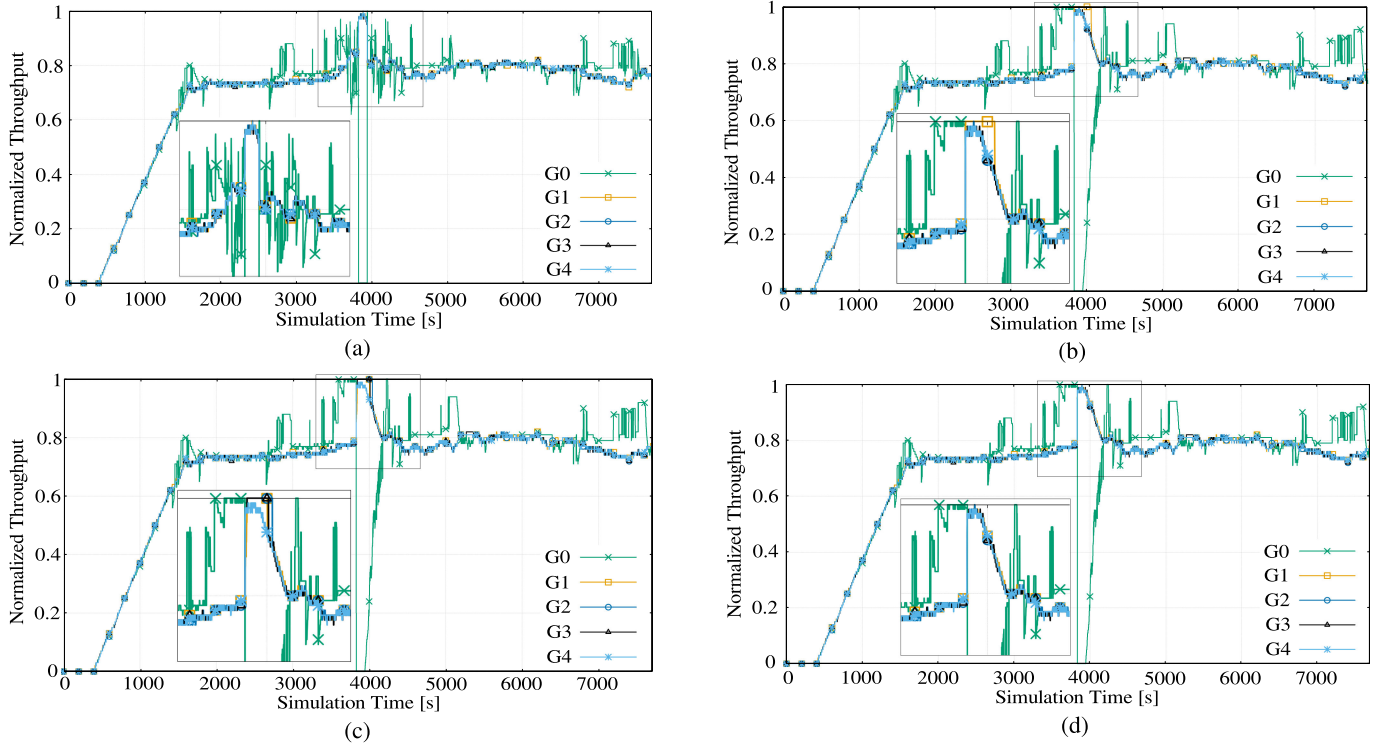 1
0.8
0.6
0.4
0.2
0
Normalized Throughput
G0
G1
G2
G3
G4
0 1000 2000 3000 4000 5000 6000 7000
Simulation Time [s]
(a)
1
0.8
0.6
0.4
0.2
0
Normalized Throughput
G0
G1
G2
G3
G4
0 1000 2000 3000 4000 5000 6000 7000
Simulation Time [s]
(b)
1
0.8
0.6
0.4
0.2
0
Normalized Throughput
G0
G1
G2
G3
G4
0 1000 2000 3000 4000 5000 6000 7000
Simulation Time [s]
(c)
1
0.8
0.6
0.4
0.2
0
Normalized Throughput
G0
G1
G2
G3
G4
0 1000 2000 3000 4000 5000 6000 7000
Simulation Time [s]
(d)